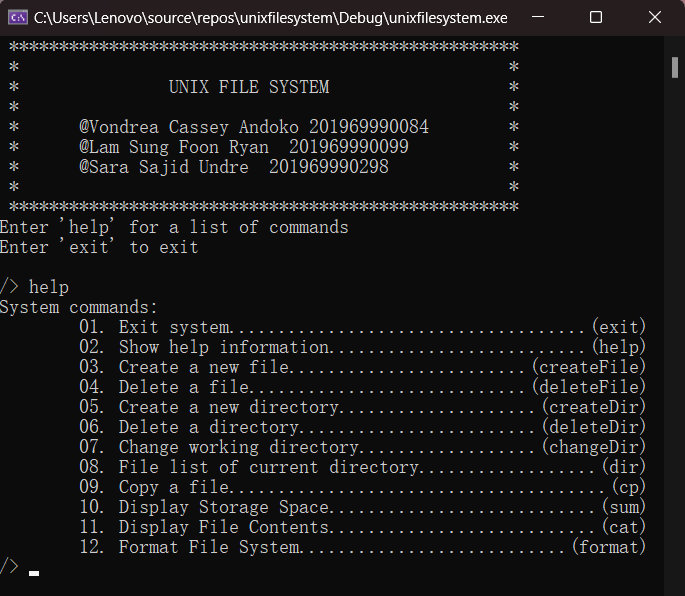 C:\Users\Lenovo\source\repos\unixfilesystem\Debug\unixfilesystem.exe
***************************************************
*                                                 *
*               UNIX FILE SYSTEM                  *
*                                                 *
*      @Vondrea Cassey Andoko 201969990084        *
*      @Lam Sung Foon Ryan  201969990099          *
*      @Sara Sajid Undre  201969990298            *
*                                                 *
***************************************************
Enter 'help' for a list of commands
Enter 'exit' to exit
/> help
System commands:
        01. Exit system....................................(exit)
        02. Show help information..........................(help)
        03. Create a new file........................(createFile)
        04. Delete a file............................(deleteFile)
        05. Create a new directory....................(createDir)
        06. Delete a directory........................(deleteDir)
        07. Change working directory..................(changeDir)
        08. File list of current directory..................(dir)
        09. Copy a file......................................(cp)
        10. Display Storage Space...........................(sum)
        11. Display File Contents...........................(cat)
        12. Format File System...........................(format)
/>